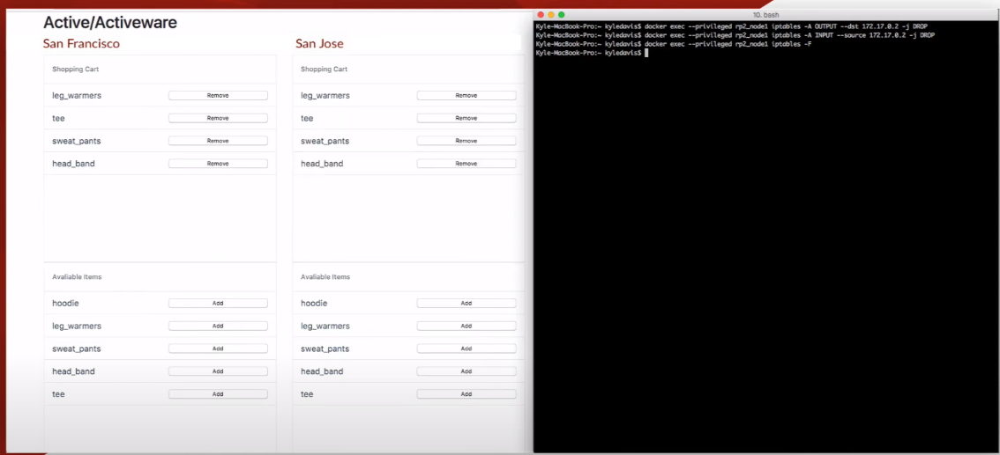 Active/Activeware
San Francisco
Shopping Cart
leg_warmers Remove
tee Remove
sweat_pants Remove
head_band Remove
Avaliable Items
hoodie Add
leg_warmers Add
sweat_pants Add
head_band Add
tee Add
San Jose
Shopping Cart
leg_warmers Remove
tee Remove
sweat_pants Remove
head_band Remove
Avaliable Items
hoodie Add
leg_warmers Add
sweat_pants Add
head_band Add
tee Add
10. bash
Kyle-MacBook-Pro:~ kyledavis$ docker exec --privileged rp2_node1 iptables -A OUTPUT --dst 172.17.0.2 -j DROP
Kyle-MacBook-Pro:~ kyledavis$ docker exec --privileged rp2_node1 iptables -A INPUT --source 172.17.0.2 -j DROP
Kyle-MacBook-Pro:~ kyledavis$ docker exec --privileged rp2_node1 iptables -F
Kyle-MacBook-Pro:~ kyledavis$